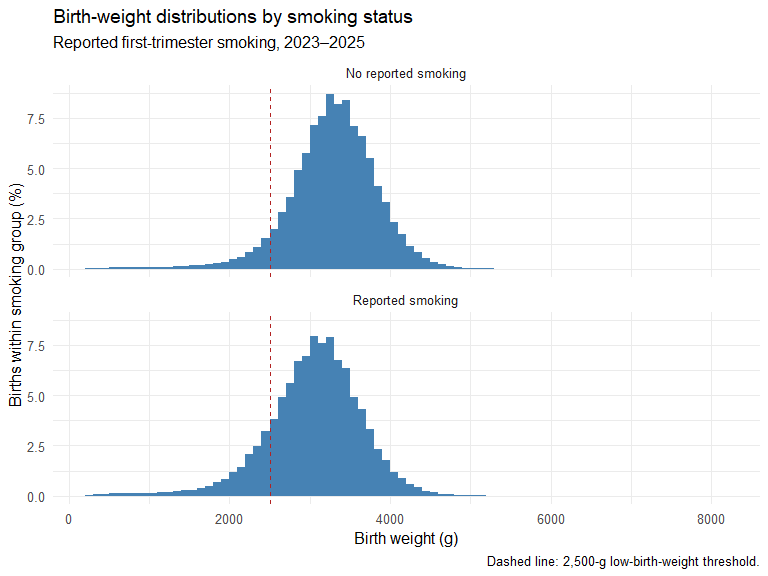 Birth-weight distributions by smoking status
Reported first-trimester smoking, 2023–2025
No reported smoking
7.5
5.0
2.5
0.0
Reported smoking
7.5
5.0
2.5
0.0
Births within smoking group (%)
0 2000 4000 6000 8000
Birth weight (g)
Dashed line: 2,500-g low-birth-weight threshold.